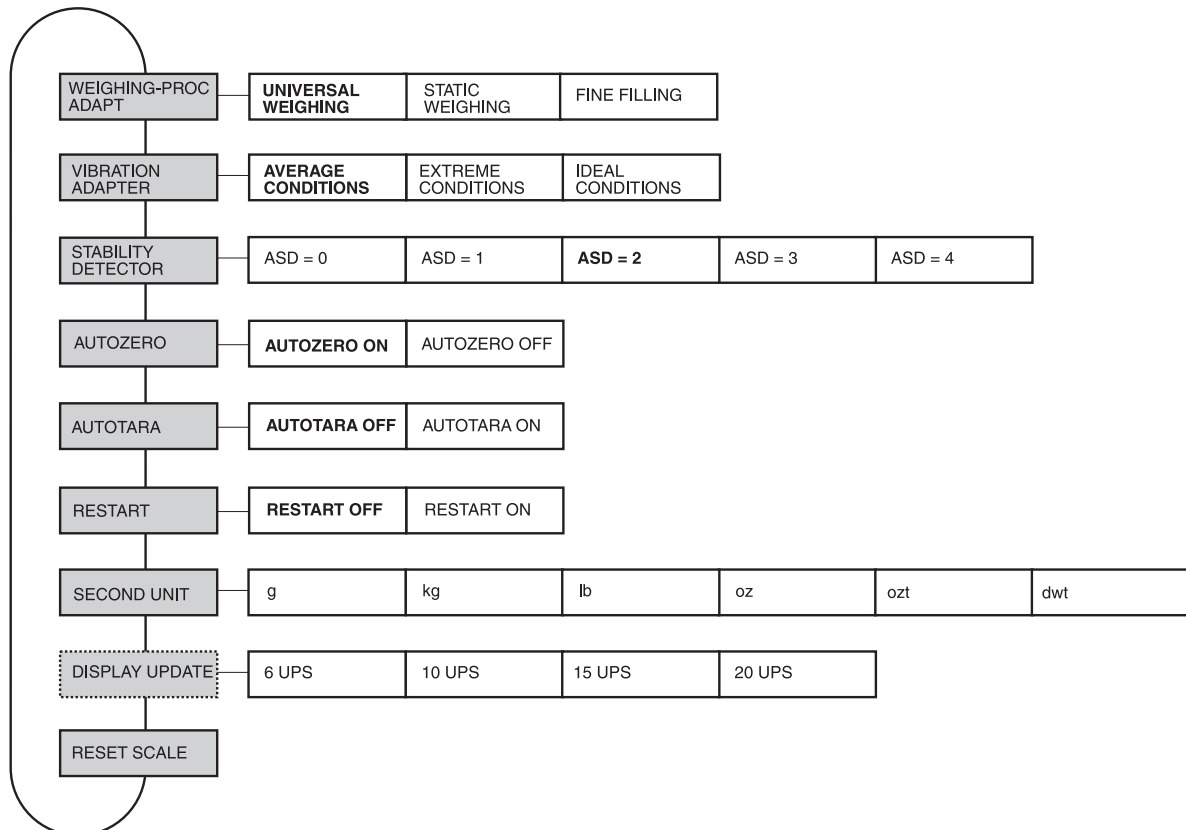 WEIGHING-PROC
ADAPT
UNIVERSAL
WEIGHING
STATIC
WEIGHING
FINE FILLING
VIBRATION
ADAPTER
AVERAGE
CONDITIONS
EXTREME
CONDITIONS
IDEAL
CONDITIONS
STABILITY
DETECTOR
ASD = 0
ASD = 1
ASD = 2
ASD = 3
ASD = 4
AUTOZERO
AUTOZERO ON
AUTOZERO OFF
AUTOTARA
AUTOTARA OFF
AUTOTARA ON
RESTART
RESTART OFF
RESTART ON
SECOND UNIT
g
kg
lb
oz
ozt
dwt
DISPLAY UPDATE
6 UPS
10 UPS
15 UPS
20 UPS
RESET SCALE